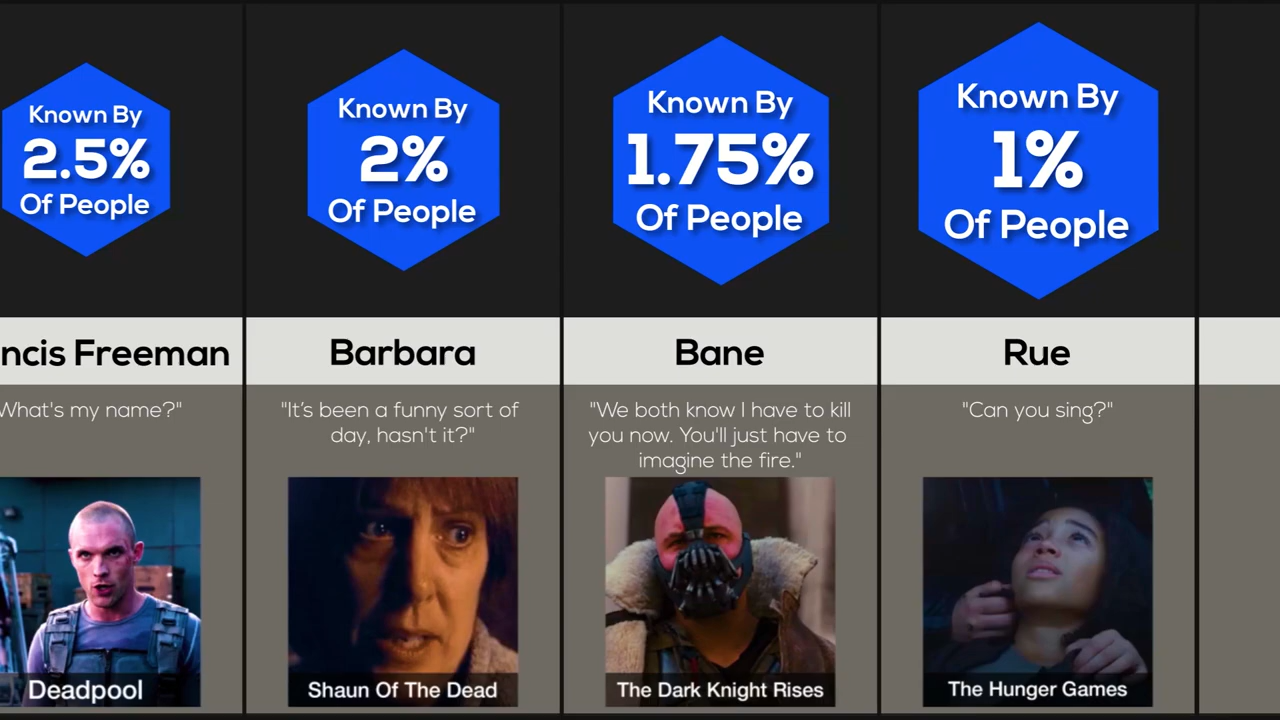 Known By
2.5%
Of People
ncis Freeman
What's my name?"
Deadpool
Known By
2%
Of People
Barbara
"It's been a funny sort of
day, hasn't it?"
Shaun Of The Dead
Known By
1.75%
Of People
Bane
"We both know I have to kill
you now. You'll just have to
imagine the fire."
The Dark Knight Rises
Known By
1%
Of People
Rue
"Can you sing?"
The Hunger Games